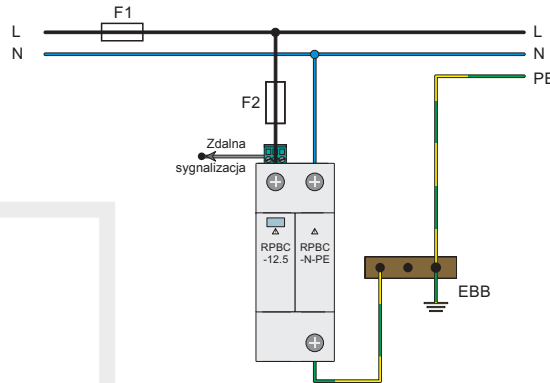 F1
L
L
N
N
PE
F2
Zdalna
sygnalizacja
RPBC
-12.5
RPBC
-N-PE
EBB